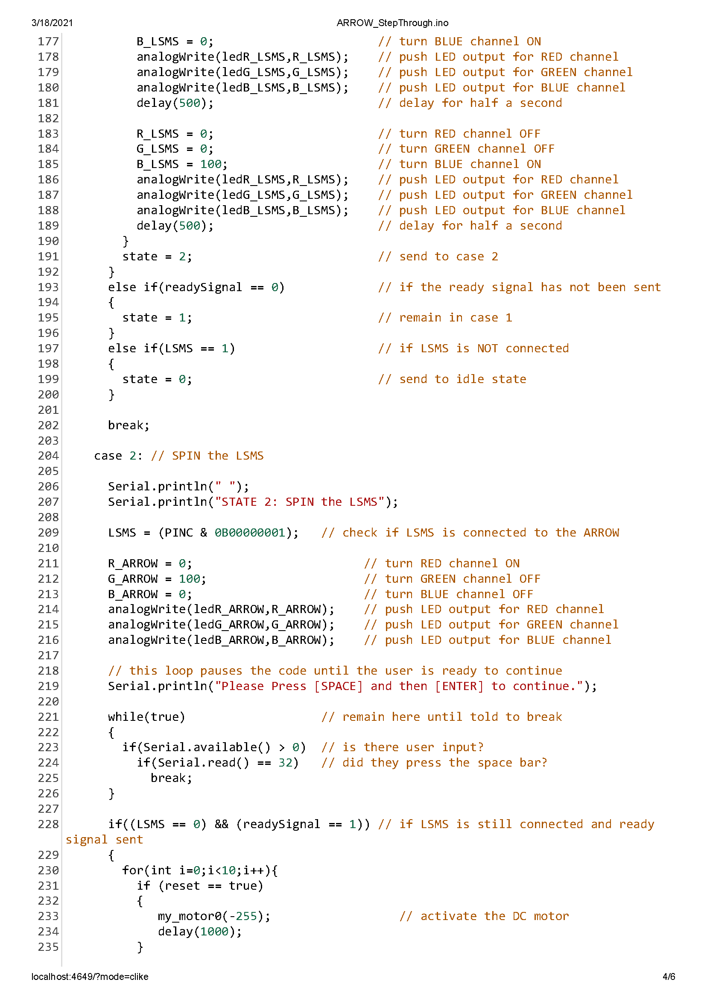 3/18/2021 ARROW_StepThrough.ino
177           B_LSMS = 0;                       // turn BLUE channel ON
178           analogWrite(ledR_LSMS,R_LSMS);    // push LED output for RED channel
179           analogWrite(ledG_LSMS,G_LSMS);    // push LED output for GREEN channel
180           analogWrite(ledB_LSMS,B_LSMS);    // push LED output for BLUE channel
181           delay(500);                       // delay for half a second
182
183           R_LSMS = 0;                       // turn RED channel OFF
184           G_LSMS = 0;                       // turn GREEN channel OFF
185           B_LSMS = 100;                     // turn BLUE channel ON
186           analogWrite(ledR_LSMS,R_LSMS);    // push LED output for RED channel
187           analogWrite(ledG_LSMS,G_LSMS);    // push LED output for GREEN channel
188           analogWrite(ledB_LSMS,B_LSMS);    // push LED output for BLUE channel
189           delay(500);                       // delay for half a second
190         }
191         state = 2;                          // send to case 2
192       }
193       else if(readySignal == 0)             // if the ready signal has not been sent
194       {
195         state = 1;                          // remain in case 1
196       }
197       else if(LSMS == 1)                    // if LSMS is NOT connected
198       {
199         state = 0;                          // send to idle state
200       }
201
202       break;
203
204     case 2: // SPIN the LSMS
205
206       Serial.println(" ");
207       Serial.println("STATE 2: SPIN the LSMS");
208
209       LSMS = (PINC & 0B00000001);   // check if LSMS is connected to the ARROW
210
211       R_ARROW = 0;                        // turn RED channel ON
212       G_ARROW = 100;                      // turn GREEN channel OFF
213       B_ARROW = 0;                        // turn BLUE channel OFF
214       analogWrite(ledR_ARROW,R_ARROW);    // push LED output for RED channel
215       analogWrite(ledG_ARROW,G_ARROW);    // push LED output for GREEN channel
216       analogWrite(ledB_ARROW,B_ARROW);    // push LED output for BLUE channel
217
218       // this loop pauses the code until the user is ready to continue
219       Serial.println("Please Press [SPACE] and then [ENTER] to continue.");
220
221       while(true)                   // remain here until told to break
222       {
223         if(Serial.available() > 0)  // is there user input?
224           if(Serial.read() == 32)   // did they press the space bar?
225             break;
226       }
227
228       if((LSMS == 0) && (readySignal == 1)) // if LSMS is still connected and ready
signal sent
229       {
230         for(int i=0;i<10;i++){
231           if (reset == true)
232           {
233              my_motor0(-255);                  // activate the DC motor
234              delay(1000);
235           }
localhost:4649/?mode=clike 4/6